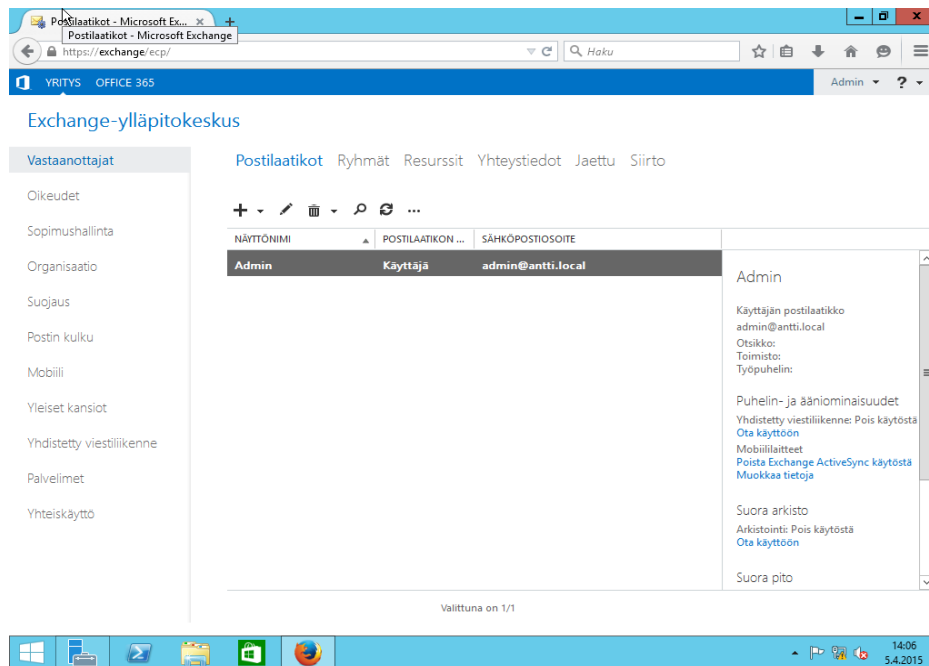 Postilaatikot - Microsoft Ex...
Postilaatikot - Microsoft Exchange
https://exchange/ecp/
Haku
YRITYS OFFICE 365
Admin ?
Exchange-ylläpitokeskus
Vastaanottajat
Oikeudet
Sopimushallinta
Organisaatio
Suojaus
Postin kulku
Mobiili
Yleiset kansiot
Yhdistetty viestiliikenne
Palvelimet
Yhteiskäyttö
Postilaatikot Ryhmät Resurssit Yhteystiedot Jaettu Siirto
NÄYTTÖNIMI POSTILAATIKON ... SÄHKÖPOSTIOSOITE
Admin Käyttäjä admin@antti.local
Admin
Käyttäjän postilaatikko
admin@antti.local
Otsikko:
Toimisto:
Työpuhelin:
Puhelin- ja ääniominaisuudet
Yhdistetty viestiliikenne: Pois käytöstä
Ota käyttöön
Mobiililaitteet
Poista Exchange ActiveSync käytöstä
Muokkaa tietoja
Suora arkisto
Arkistointi: Pois käytöstä
Ota käyttöön
Suora pito
Valittuna on 1/1
14:06
5.4.2015